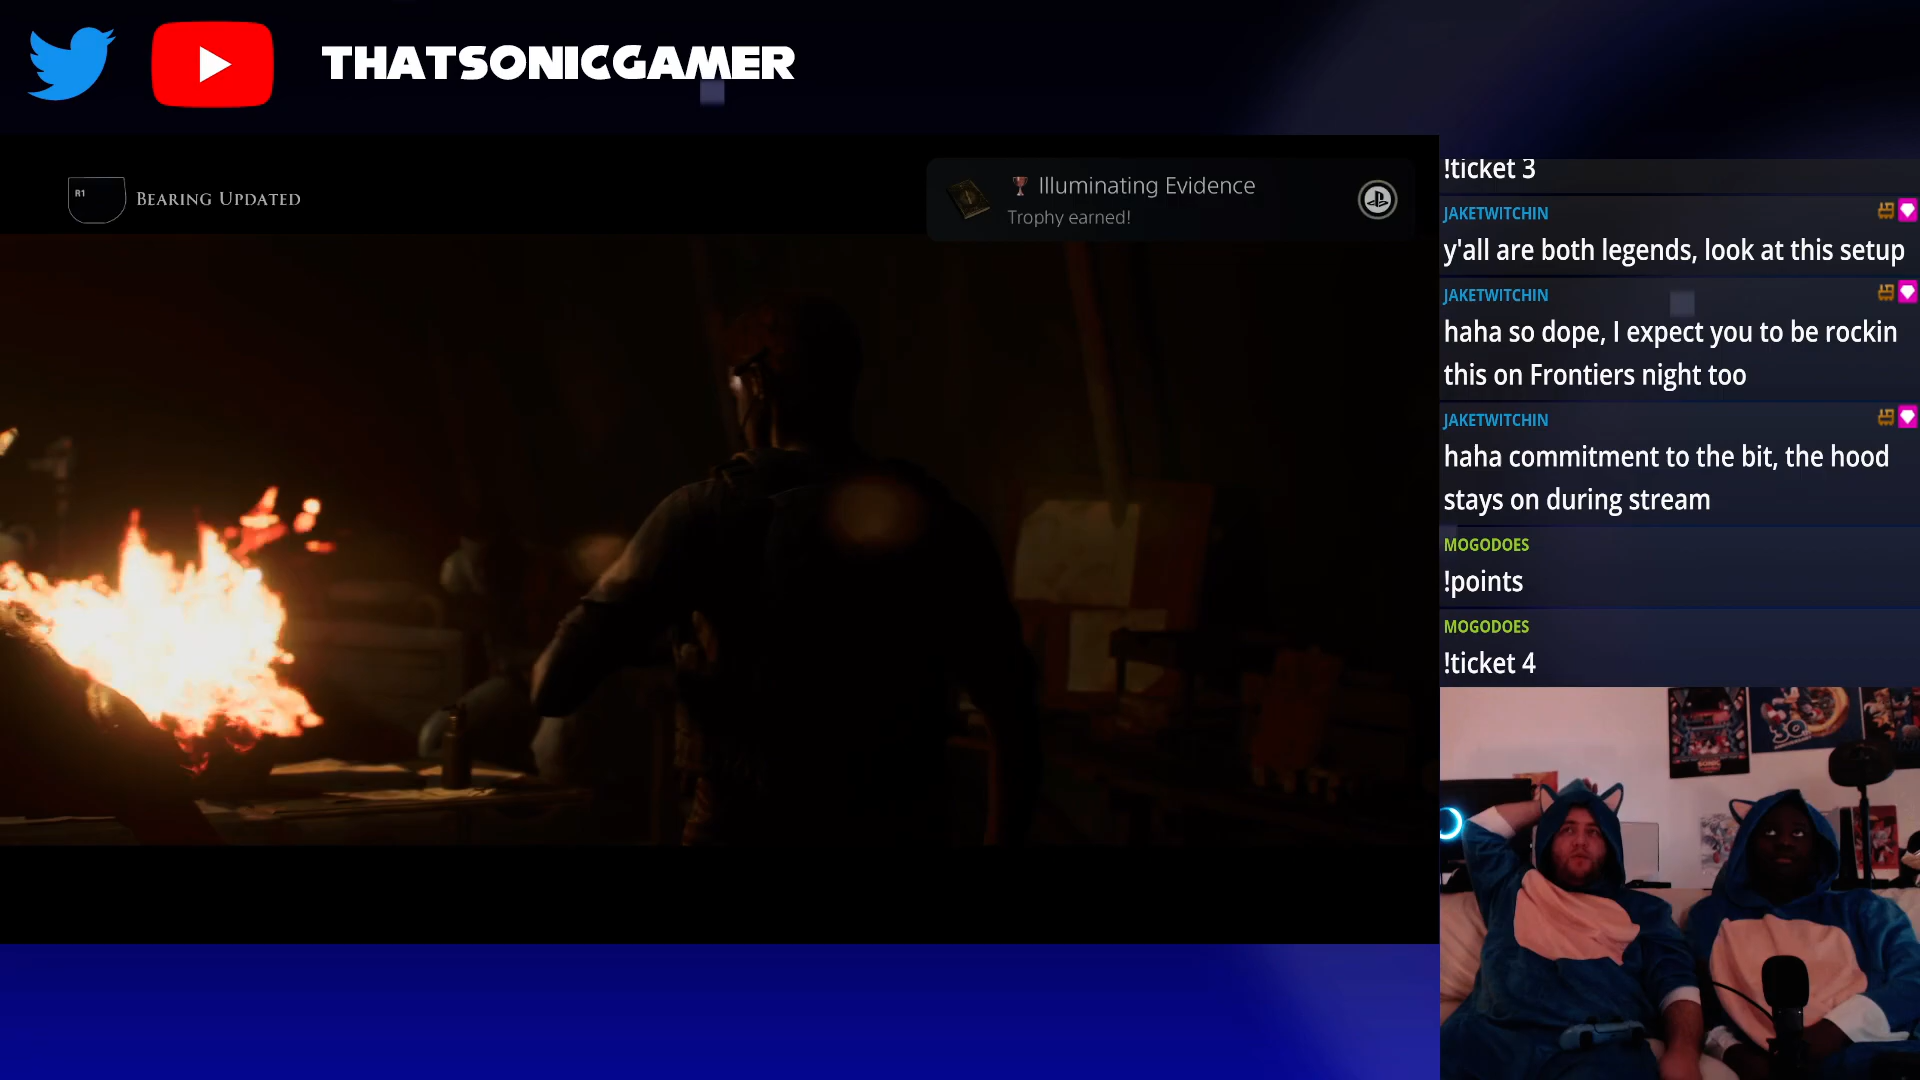 THATSONICGAMER
R1 BEARING UPDATED
Illuminating Evidence
Trophy earned!
!ticket 3
JAKETWITCHIN
y'all are both legends, look at this setup
JAKETWITCHIN
haha so dope, I expect you to be rockin
this on Frontiers night too
JAKETWITCHIN
haha commitment to the bit, the hood
stays on during stream
MOGODOES
!points
MOGODOES
!ticket 4
SONIC
30